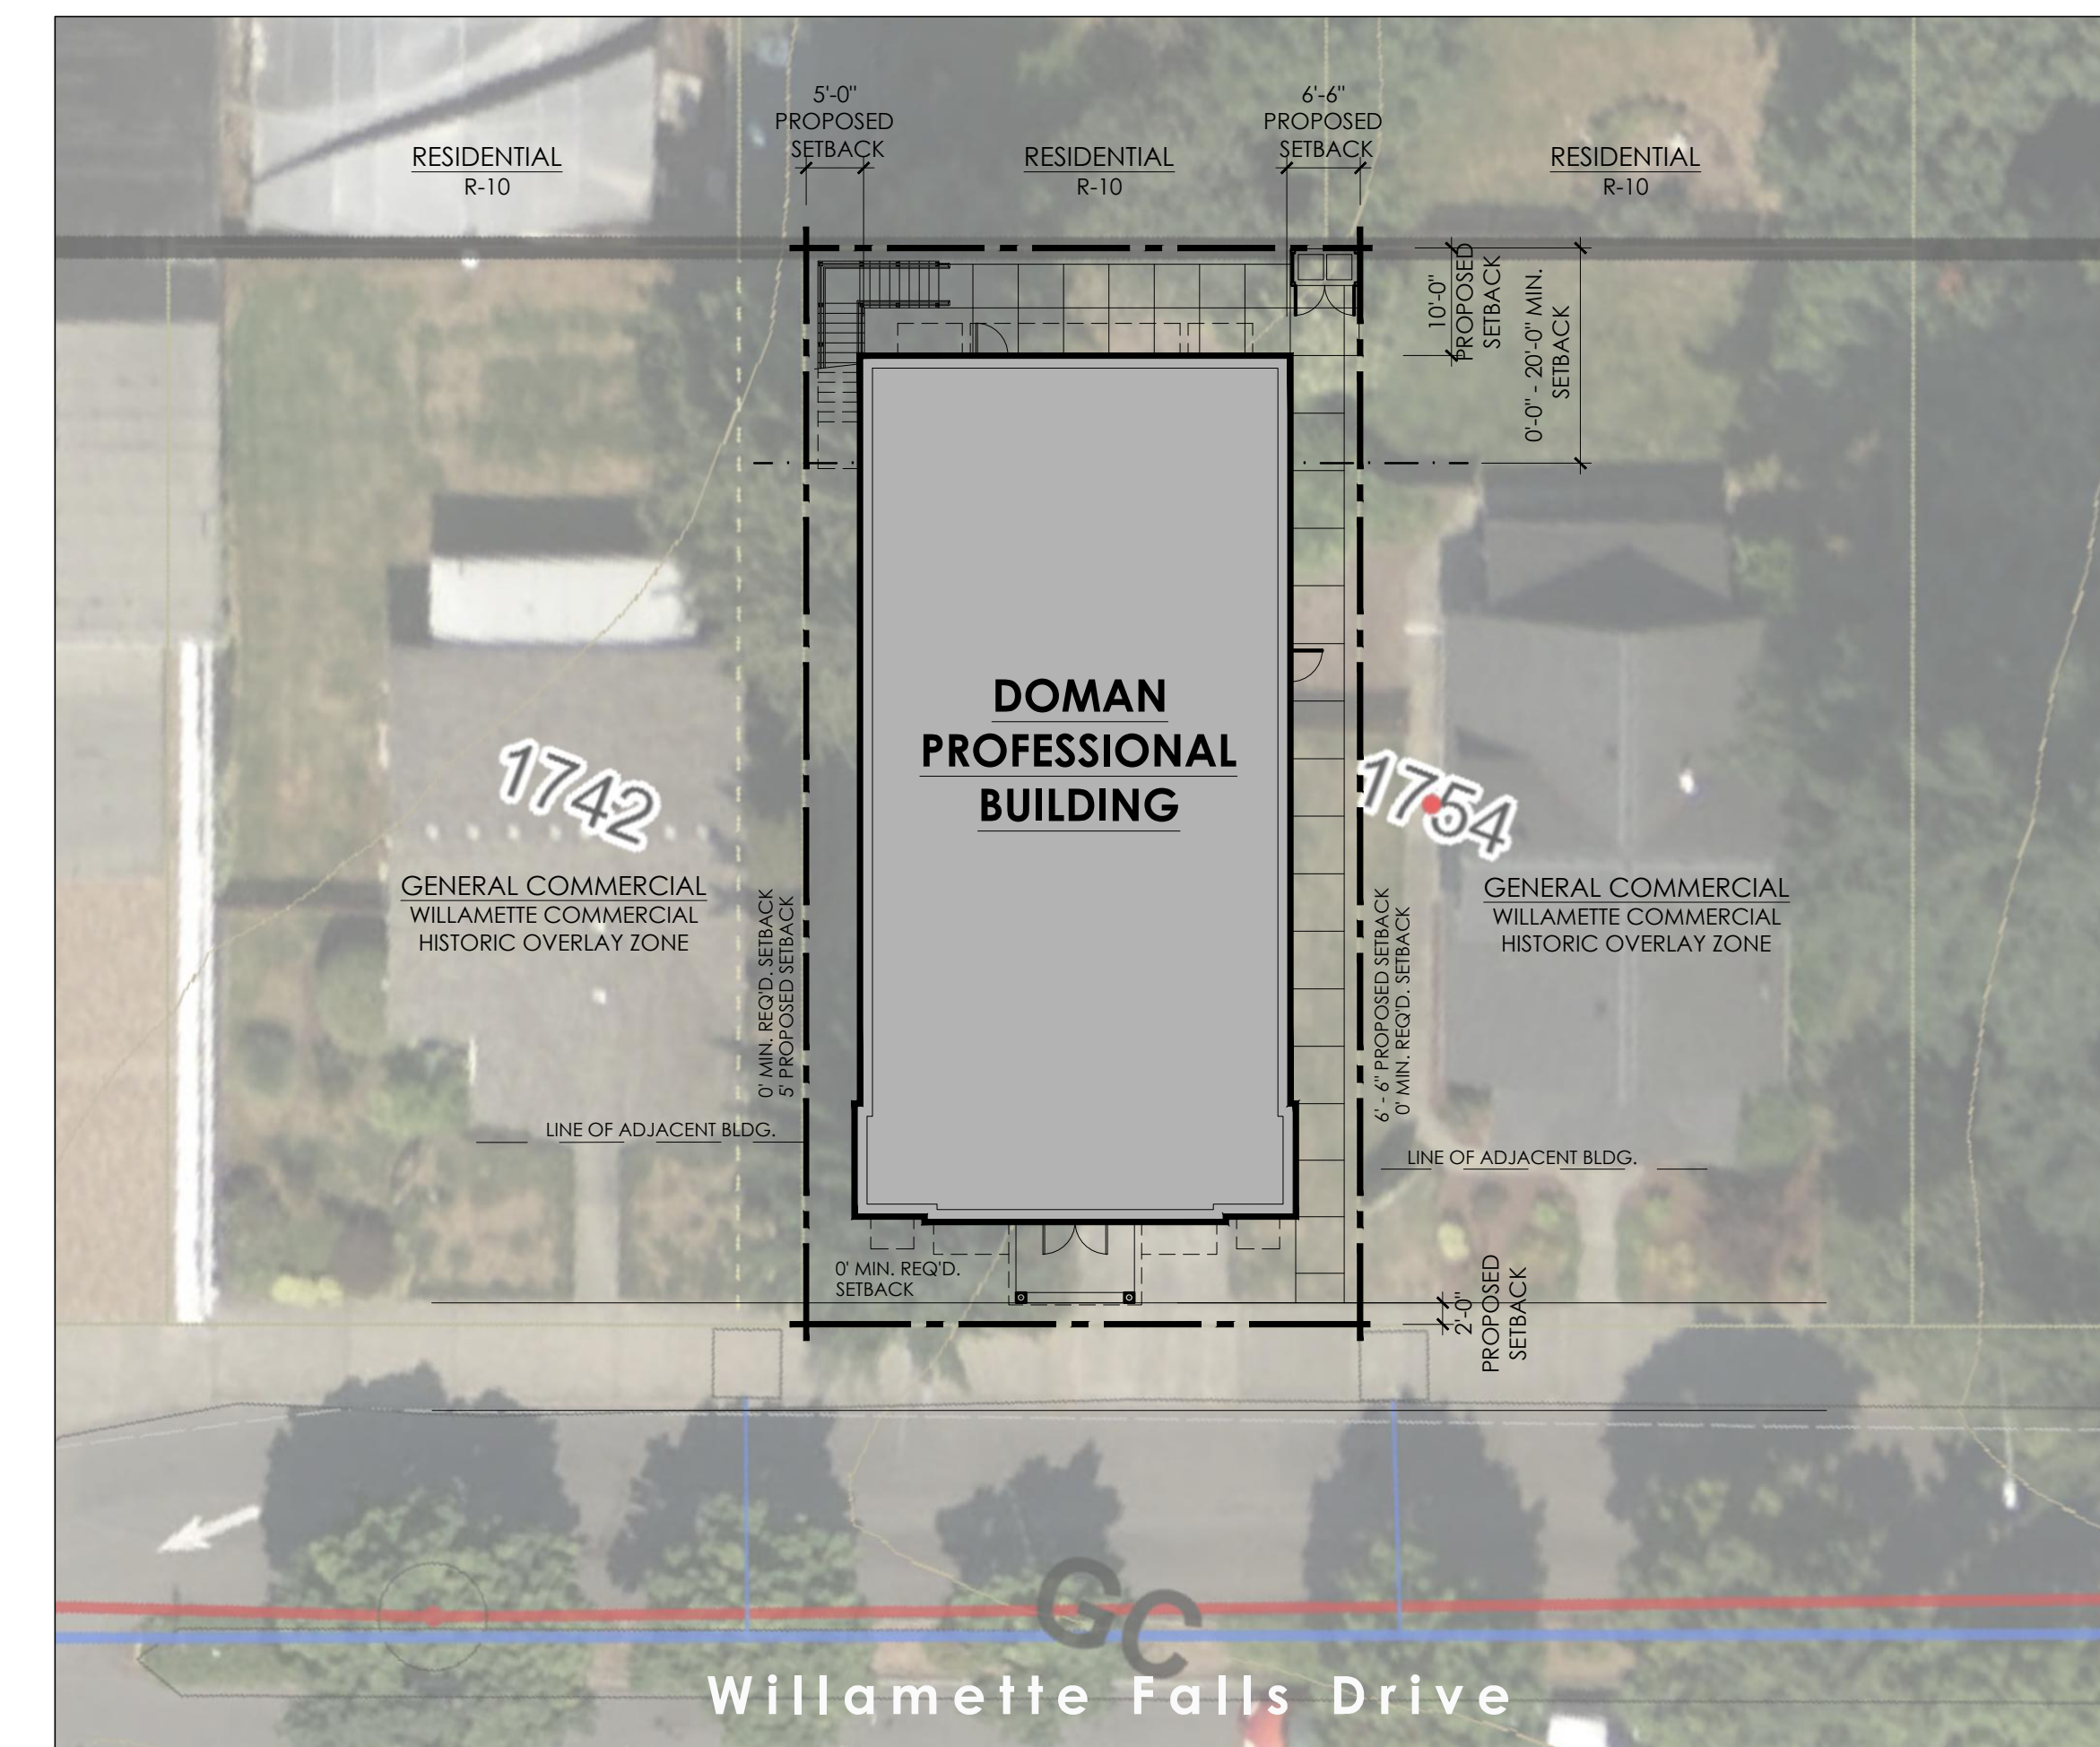 5'-0"
PROPOSED
SETBACK
6'-6"
PROPOSED
SETBACK
RESIDENTIAL
R-10
RESIDENTIAL
R-10
RESIDENTIAL
R-10
10'-0"
PROPOSED
SETBACK
0'-0" - 20'-0" MIN.
SETBACK
DOMAN
PROFESSIONAL
BUILDING
1742
1754
GENERAL COMMERCIAL
WILLAMETTE COMMERCIAL
HISTORIC OVERLAY ZONE
GENERAL COMMERCIAL
WILLAMETTE COMMERCIAL
HISTORIC OVERLAY ZONE
0' MIN. REQ'D. SETBACK
5' PROPOSED SETBACK
6' - 6" PROPOSED SETBACK
0' MIN. REQ'D. SETBACK
LINE OF ADJACENT BLDG.
LINE OF ADJACENT BLDG.
0' MIN. REQ'D.
SETBACK
2'-0"
PROPOSED
SETBACK
GC
Willamette Falls Drive